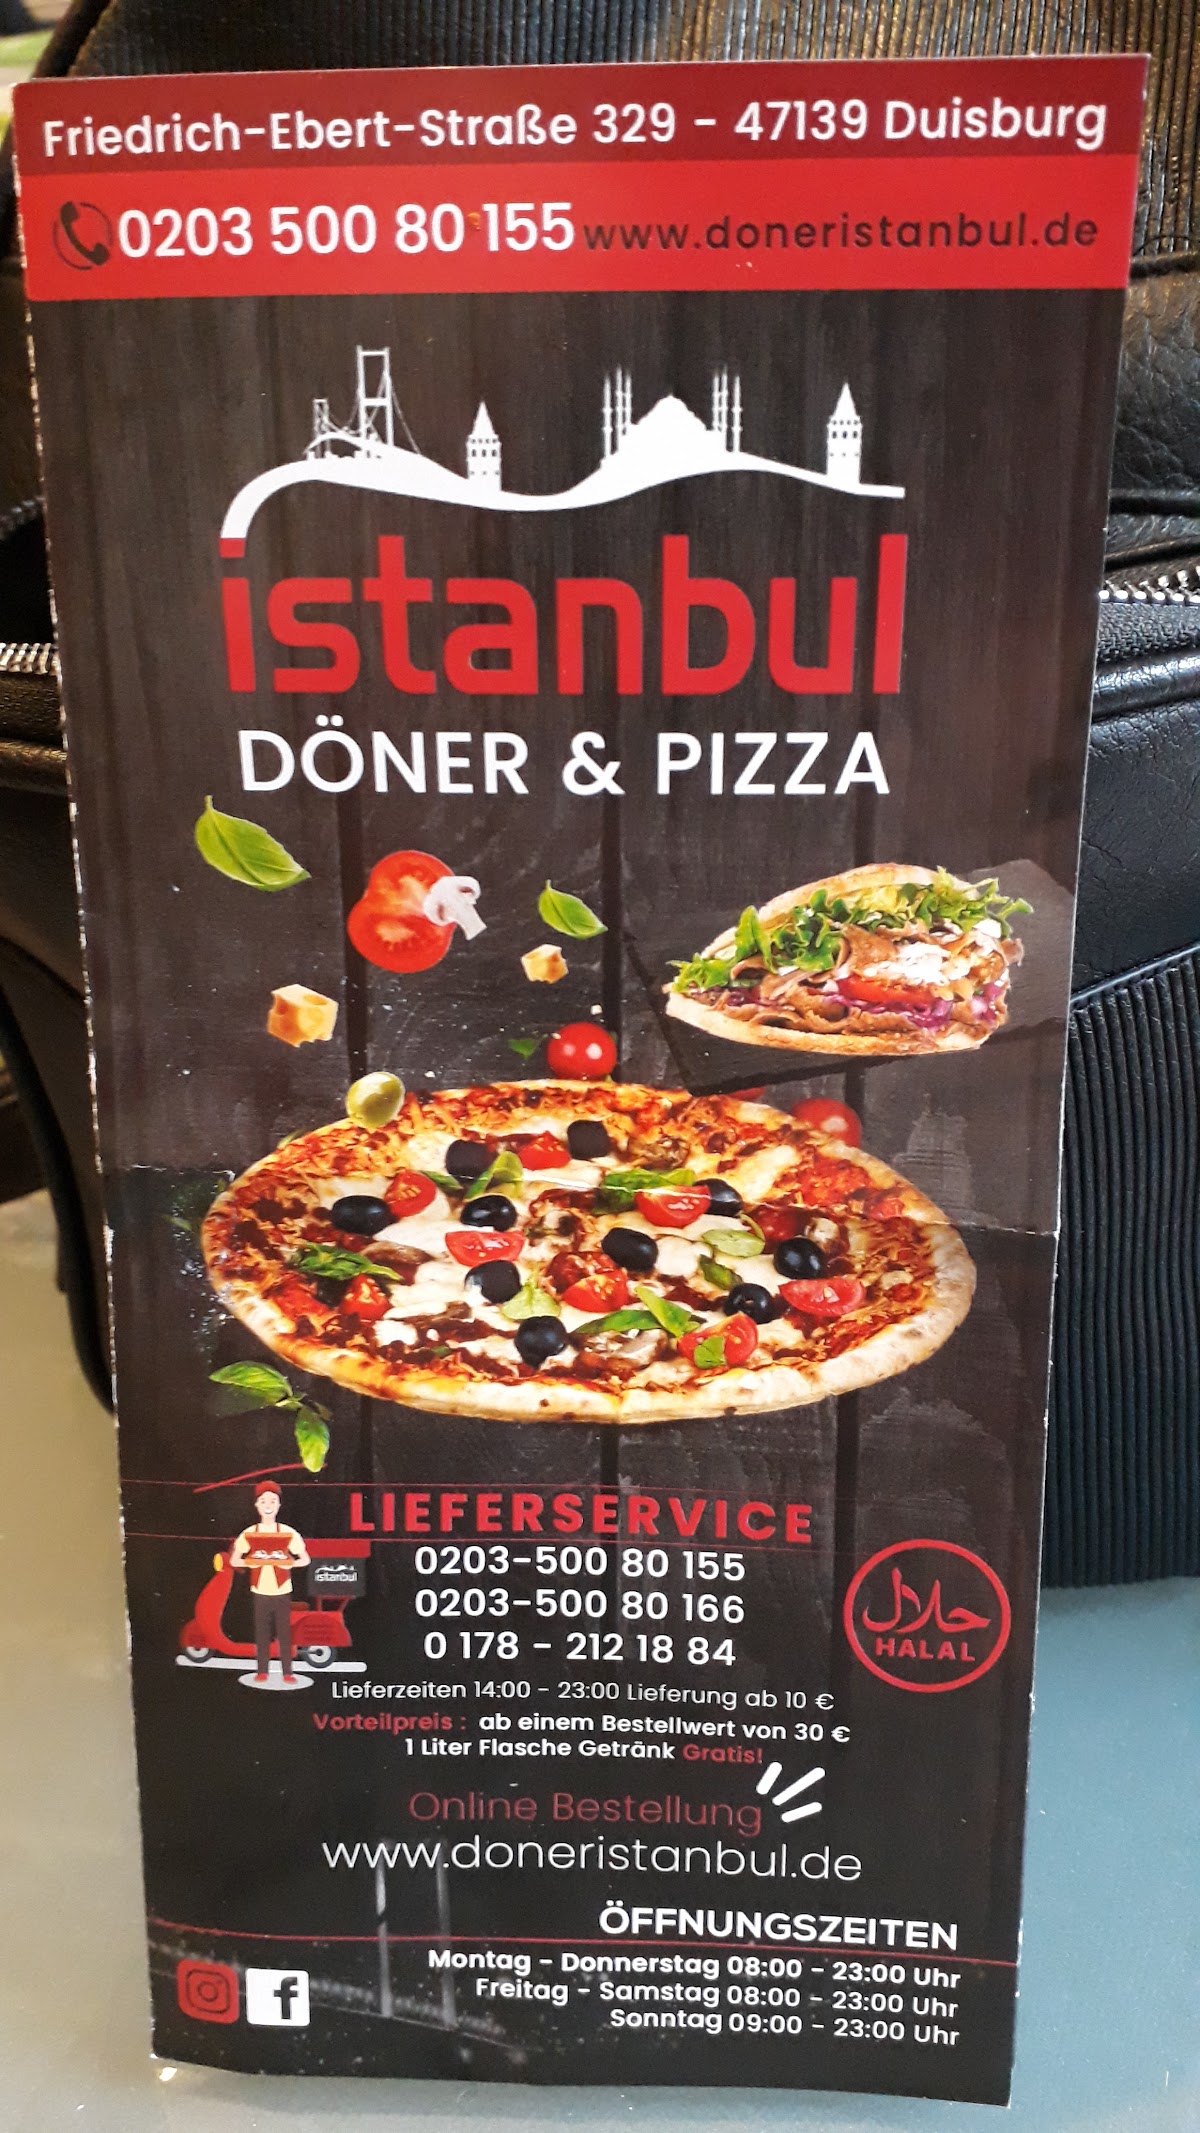 Friedrich-Ebert-Straße 329 - 47139 Duisburg
0203 500 80 155 www.doneristanbul.de
istanbul
DÖNER & PIZZA
LIEFERSERVICE
0203-500 80 155
0203-500 80 166
0 178 - 212 18 84
istanbul
حلال
HALAL
Lieferzeiten 14:00 - 23:00 Lieferung ab 10 €
Vorteilpreis : ab einem Bestellwert von 30 €
1 Liter Flasche Getränk Gratis!
Online Bestellung
www.doneristanbul.de
ÖFFNUNGSZEITEN
Montag - Donnerstag 08:00 - 23:00 Uhr
Freitag - Samstag 08:00 - 23:00 Uhr
Sonntag 09:00 - 23:00 Uhr